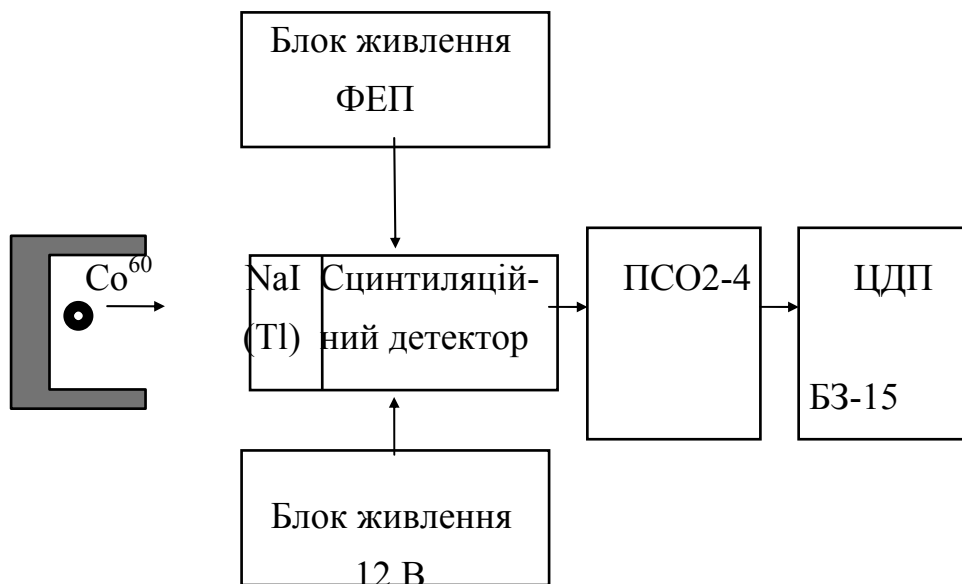 Блок живлення
ФЕП
Co⁶⁰
NaI
(Tl)
Сцинтиляцій-
ний детектор
ПСО2-4
ЦДП
БЗ-15
Блок живлення
12 В